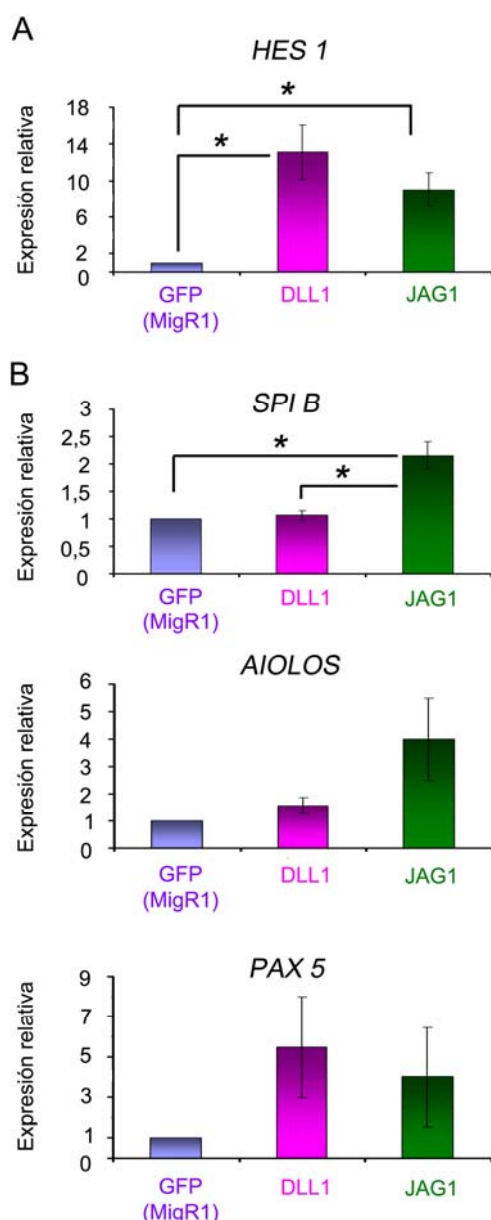 A
HES 1
Expresión relativa
18
14
10
6
2
0
*
*
GFP
(MigR1)
DLL1
JAG1
B
SPI B
Expresión relativa
3
2,5
2
1,5
1
0,5
0
*
*
GFP
(MigR1)
DLL1
JAG1
AIOLOS
Expresión relativa
6
5
4
3
2
1
0
GFP
(MigR1)
DLL1
JAG1
PAX 5
Expresión relativa
9
7
5
3
1
0
GFP
(MigR1)
DLL1
JAG1